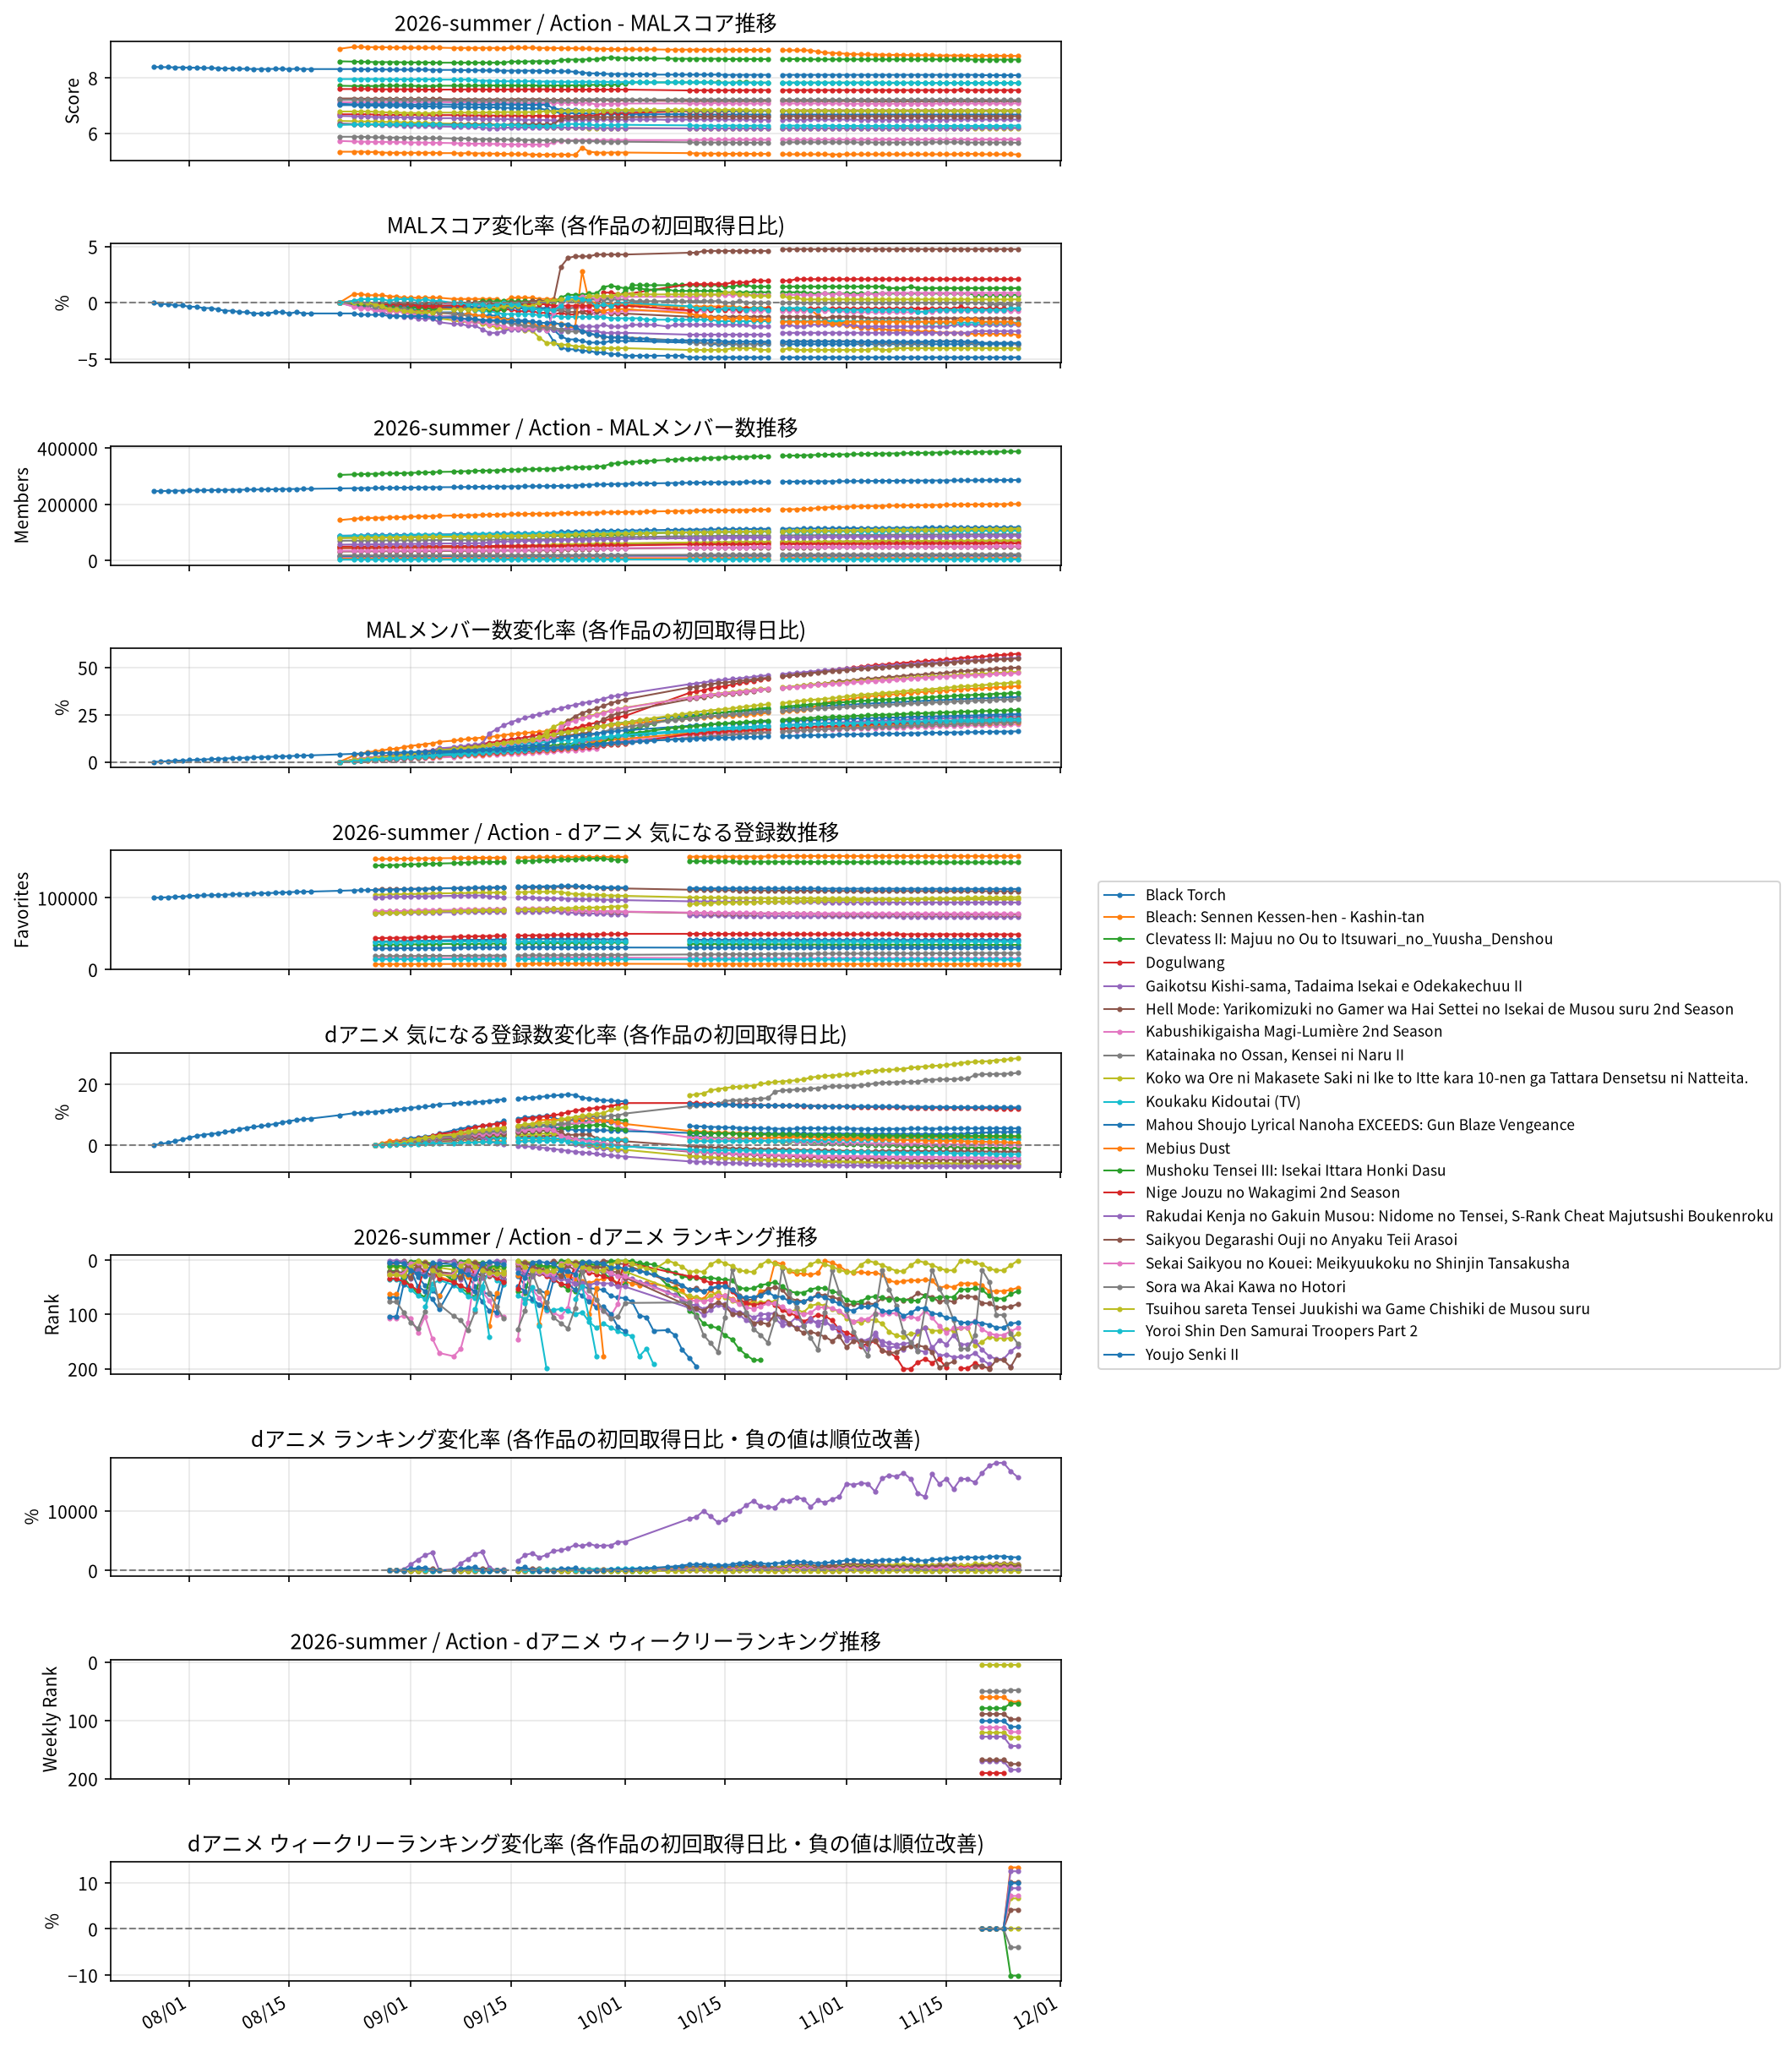 2026-summer / Action - MALスコア推移
Score
8
6
MALスコア変化率 (各作品の初回取得日比)
%
5
0
−5
2026-summer / Action - MALメンバー数推移
Members
400000
200000
0
MALメンバー数変化率 (各作品の初回取得日比)
%
50
25
0
2026-summer / Action - dアニメ 気になる登録数推移
Favorites
100000
0
dアニメ 気になる登録数変化率 (各作品の初回取得日比)
%
20
0
2026-summer / Action - dアニメ ランキング推移
Rank
0
100
200
dアニメ ランキング変化率 (各作品の初回取得日比・負の値は順位改善)
%
10000
0
2026-summer / Action - dアニメ ウィークリーランキング推移
Weekly Rank
0
100
200
dアニメ ウィークリーランキング変化率 (各作品の初回取得日比・負の値は順位改善)
%
10
0
−10
08/01
08/15
09/01
09/15
10/01
10/15
11/01
11/15
12/01
Black Torch
Bleach: Sennen Kessen-hen - Kashin-tan
Clevatess II: Majuu no Ou to Itsuwari_no_Yuusha_Denshou
Dogulwang
Gaikotsu Kishi-sama, Tadaima Isekai e Odekakechuu II
Hell Mode: Yarikomizuki no Gamer wa Hai Settei no Isekai de Musou suru 2nd Season
Kabushikigaisha Magi-Lumière 2nd Season
Katainaka no Ossan, Kensei ni Naru II
Koko wa Ore ni Makasete Saki ni Ike to Itte kara 10-nen ga Tattara Densetsu ni Natteita.
Koukaku Kidoutai (TV)
Mahou Shoujo Lyrical Nanoha EXCEEDS: Gun Blaze Vengeance
Mebius Dust
Mushoku Tensei III: Isekai Ittara Honki Dasu
Nige Jouzu no Wakagimi 2nd Season
Rakudai Kenja no Gakuin Musou: Nidome no Tensei, S-Rank Cheat Majutsushi Boukenroku
Saikyou Degarashi Ouji no Anyaku Teii Arasoi
Sekai Saikyou no Kouei: Meikyuukoku no Shinjin Tansakusha
Sora wa Akai Kawa no Hotori
Tsuihou sareta Tensei Juukishi wa Game Chishiki de Musou suru
Yoroi Shin Den Samurai Troopers Part 2
Youjo Senki II